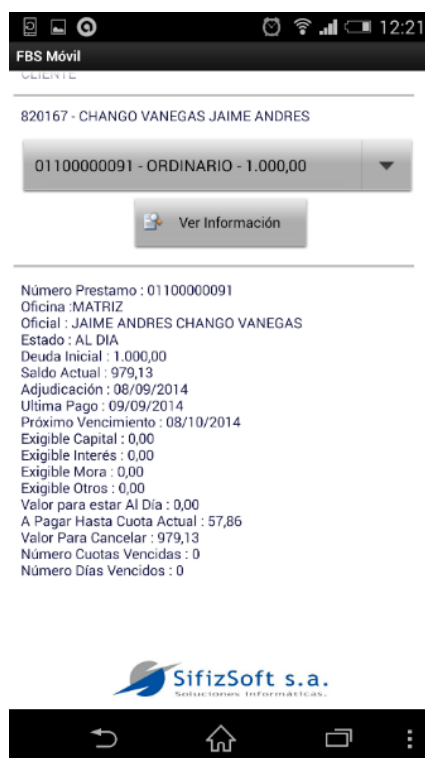 12:21
FBS Móvil
CLIENTE
820167 - CHANGO VANEGAS JAIME ANDRES
01100000091 - ORDINARIO - 1.000,00
Ver Información
Número Prestamo : 01100000091
Oficina :MATRIZ
Oficial : JAIME ANDRES CHANGO VANEGAS
Estado : AL DIA
Deuda Inicial : 1.000,00
Saldo Actual : 979,13
Adjudicación : 08/09/2014
Ultima Pago : 09/09/2014
Próximo Vencimiento : 08/10/2014
Exigible Capital : 0,00
Exigible Interés : 0,00
Exigible Mora : 0,00
Exigible Otros : 0,00
Valor para estar Al Día : 0,00
A Pagar Hasta Cuota Actual : 57,86
Valor Para Cancelar : 979,13
Número Cuotas Vencidas : 0
Número Días Vencidos : 0
SifizSoft s.a.
Soluciones Informáticas.